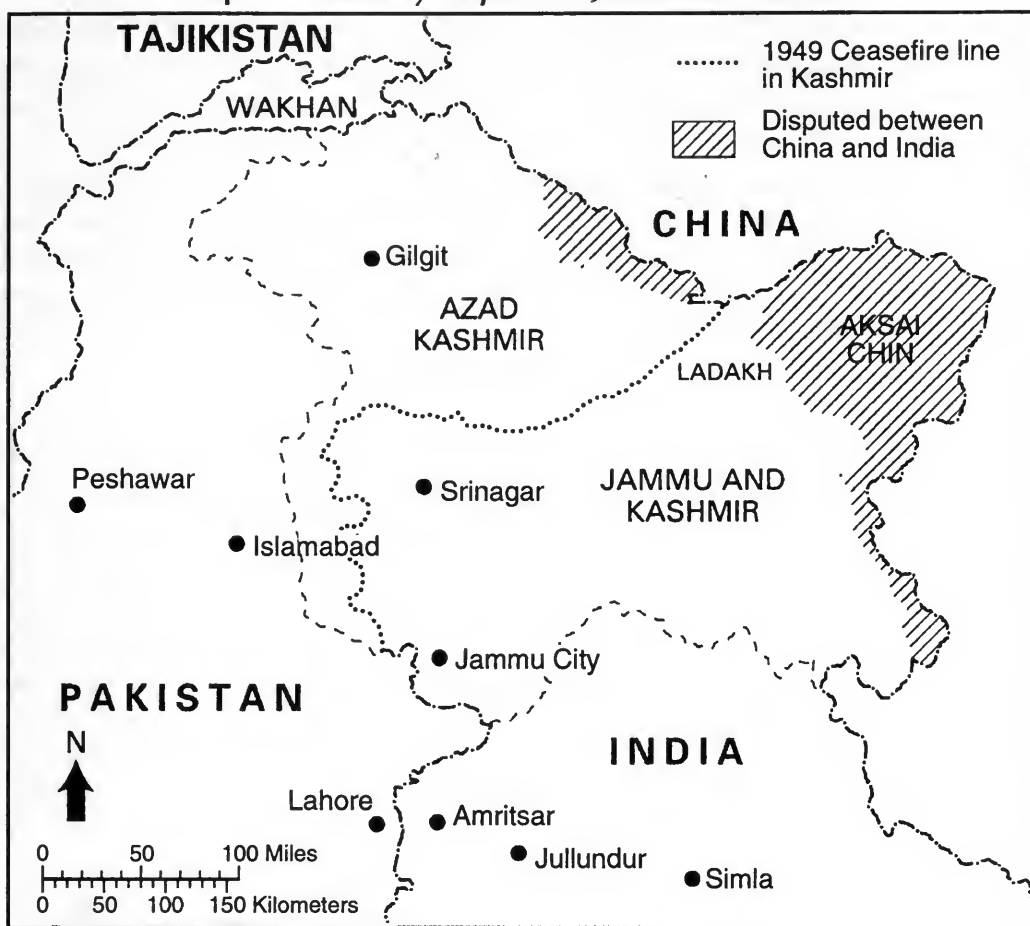 TAJIKISTAN
WAKHAN
1949 Ceasefire line
in Kashmir
Disputed between
China and India
CHINA
Gilgit
AZAD
KASHMIR
AKSAI
CHIN
LADAKH
Peshawar
Srinagar
JAMMU AND
KASHMIR
Islamabad
Jammu City
PAKISTAN
N
INDIA
Lahore
Amritsar
0 50 100 Miles
Jullundur
Simla
0 50 100 150 Kilometers